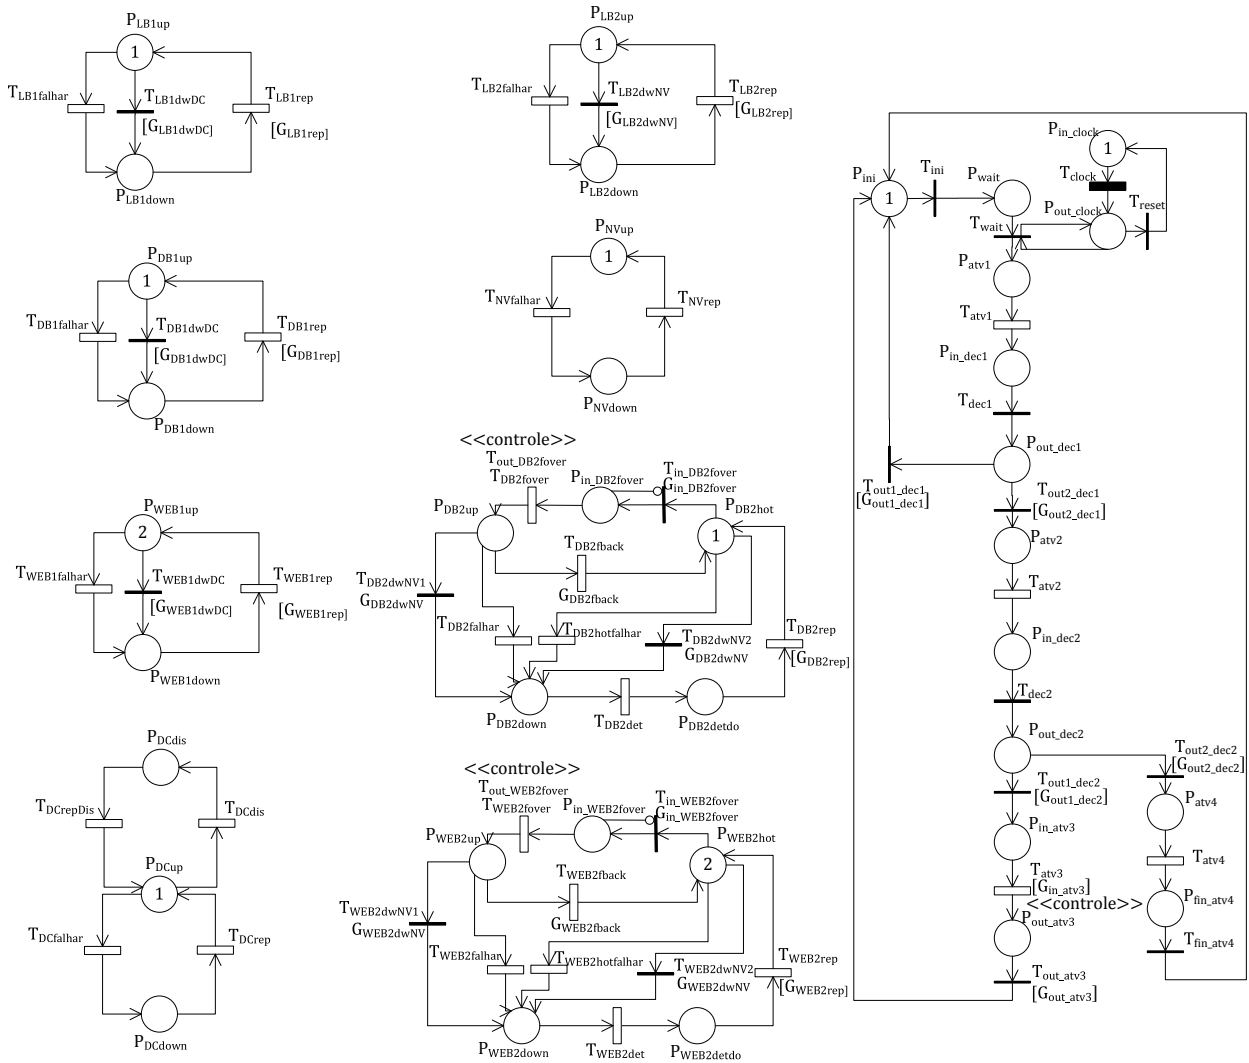 P_LB1up
1
T_LB1falhar
T_LB1dwDC
[G_LB1dwDC]
T_LB1rep
[G_LB1rep]
P_LB1down
P_LB2up
1
T_LB2falhar
T_LB2dwNV
[G_LB2dwNV]
T_LB2rep
[G_LB2rep]
P_LB2down
P_DB1up
1
T_DB1falhar
T_DB1dwDC
[G_DB1dwDC]
T_DB1rep
[G_DB1rep]
P_DB1down
P_NVup
1
T_NVfalhar
T_NVrep
P_NVdown
P_WEB1up
2
T_WEB1falhar
T_WEB1dwDC
[G_WEB1dwDC]
T_WEB1rep
[G_WEB1rep]
P_WEB1down
<<controle>>
T_out_DB2fover
T_DB2fover
P_in_DB2fover
T_in_DB2fover
G_in_DB2fover
P_DB2up
P_DB2hot
1
T_DB2fback
G_DB2fback
T_DB2dwNV1
G_DB2dwNV
T_DB2falhar
T_DB2hotfalhar
T_DB2dwNV2
G_DB2dwNV
T_DB2rep
[G_DB2rep]
P_DB2down
T_DB2det
P_DB2detdo
P_DCdis
T_DCrepDis
T_DCdis
P_DCup
1
T_DCfalhar
T_DCrep
P_DCdown
<<controle>>
T_out_WEB2fover
T_WEB2fover
P_in_WEB2fover
T_in_WEB2fover
G_in_WEB2fover
P_WEB2up
P_WEB2hot
2
T_WEB2fback
G_WEB2fback
T_WEB2dwNV1
G_WEB2dwNV
T_WEB2falhar
T_WEB2hotfalhar
T_WEB2dwNV2
G_WEB2dwNV
T_WEB2rep
[G_WEB2rep]
P_WEB2down
T_WEB2det
P_WEB2detdo
P_in_clock
1
T_clock
P_out_clock
T_reset
P_ini
1
T_ini
P_wait
T_wait
P_atv1
T_atv1
P_in_dec1
T_dec1
P_out_dec1
T_out1_dec1
[G_out1_dec1]
T_out2_dec1
[G_out2_dec1]
P_atv2
T_atv2
P_in_dec2
T_dec2
P_out_dec2
T_out2_dec2
[G_out2_dec2]
T_out1_dec2
[G_out1_dec2]
P_atv4
P_in_atv3
T_atv4
T_atv3
[G_in_atv3]
<<controle>>
P_fin_atv4
P_out_atv3
T_fin_atv4
T_out_atv3
[G_out_atv3]